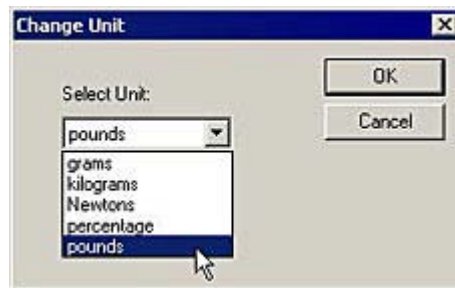 Change Unit
Select Unit:
pounds
grams
kilograms
Newtons
percentage
pounds
OK
Cancel